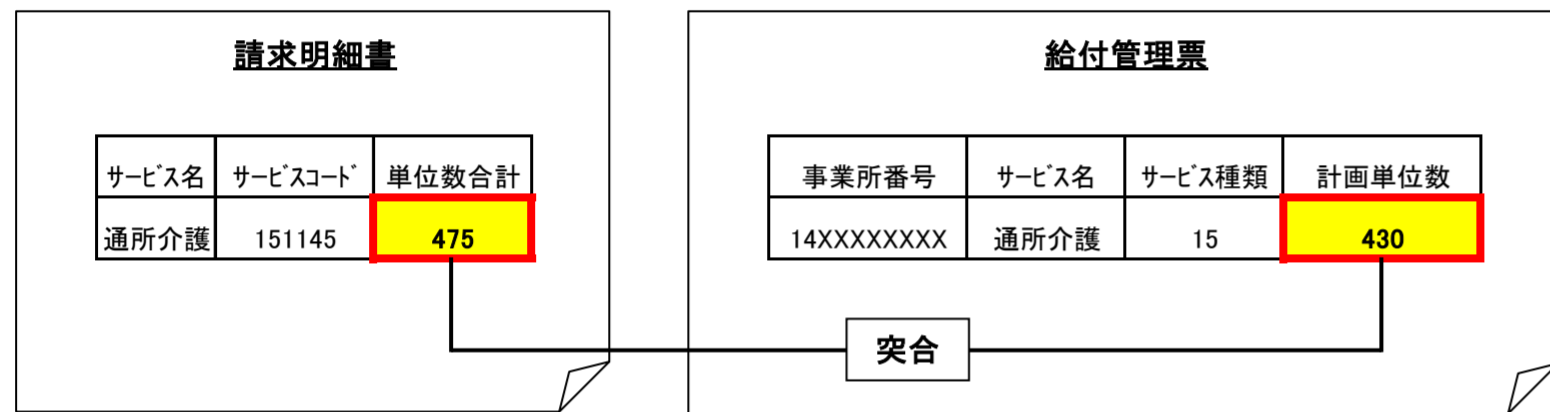 請求明細書
サービス名 サービスコード 単位数合計
通所介護 151145 475
給付管理票
事業所番号 サービス名 サービス種類 計画単位数
14XXXXXXXX 通所介護 15 430
突合